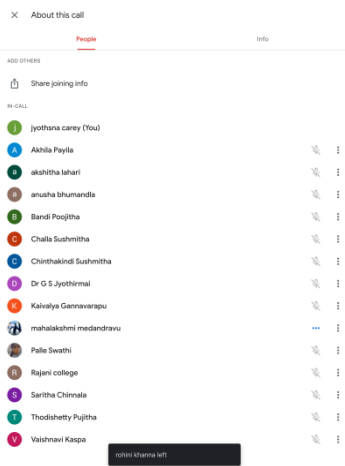 About this call
People
Info
ADD OTHERS
Share joining info
IN-CALL
j
jyothsna carey (You)
A
Akhila Payila
a
akshitha lahari
a
anusha bhumandla
B
Bandi Poojitha
C
Challa Sushmitha
C
Chinthakindi Sushmitha
D
Dr G S Jyothirmai
K
Kaivalya Gannavarapu
mahalakshmi medandravu
Palle Swathi
R
Rajani college
S
Saritha Chinnala
T
Thodishetty Pujitha
V
Vaishnavi Kaspa
rohini khanna left